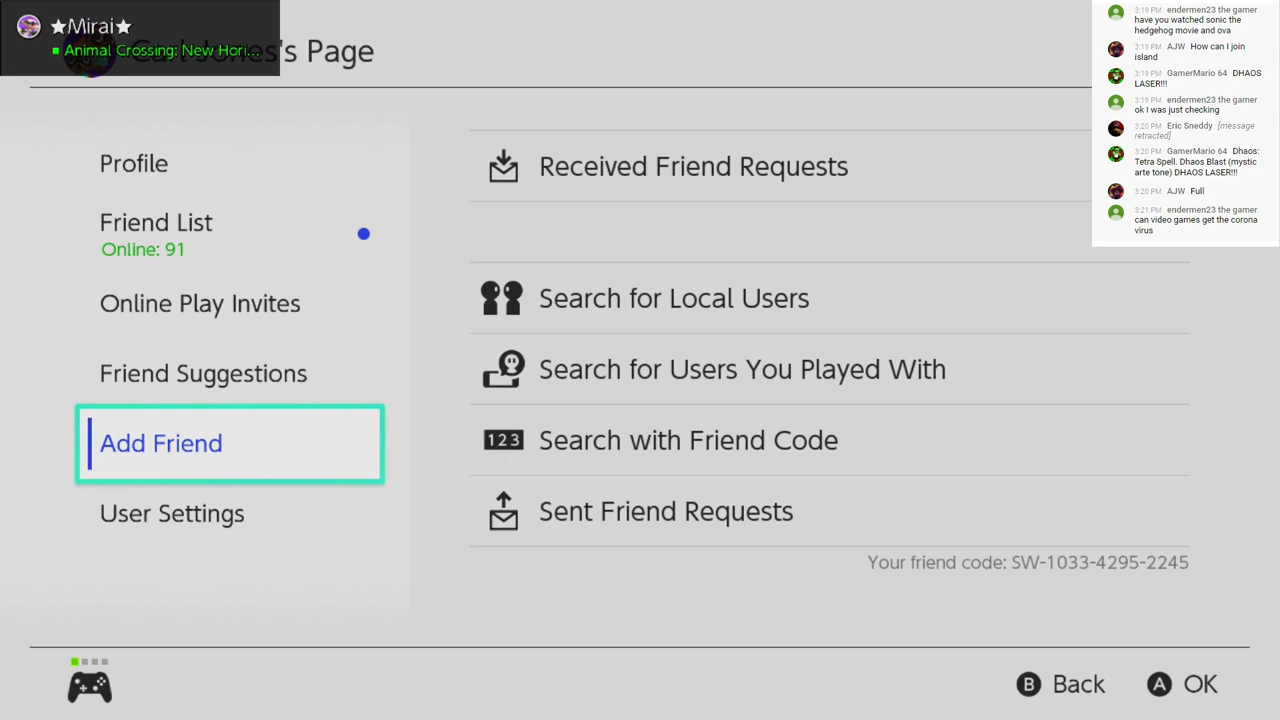 ★Mirai★
Animal Crossing: New Hori...
's Page
Profile
Friend List
Online: 91
Online Play Invites
Friend Suggestions
Add Friend
User Settings
Received Friend Requests
Search for Local Users
Search for Users You Played With
123 Search with Friend Code
Sent Friend Requests
Your friend code: SW-1033-4295-2245
B Back A OK
3:19 PM endermen23 the gamer
have you watched sonic the
hedgehog movie and ova
3:19 PM AJW How can I join
island
3:19 PM GamerMario 64 DHAOS
LASER!!!
3:19 PM endermen23 the gamer
ok I was just checking
3:20 PM Eric Sneddy [message
retracted]
3:20 PM GamerMario 64 Dhaos:
Tetra Spell. Dhaos Blast (mystic
arte tone) DHAOS LASER!!!
3:20 PM AJW Full
3:21 PM endermen23 the gamer
can video games get the corona
virus